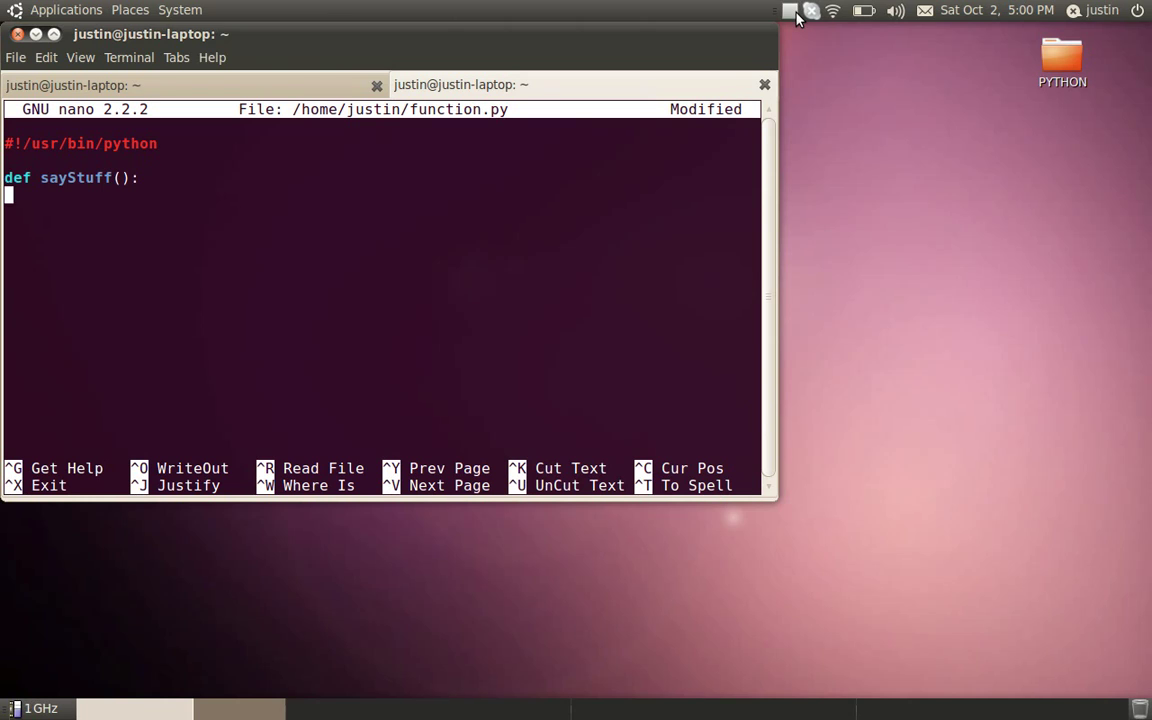 Applications Places System Sat Oct 2, 5:00 PM justin
justin@justin-laptop: ~
File Edit View Terminal Tabs Help
justin@justin-laptop: ~ justin@justin-laptop: ~
GNU nano 2.2.2 File: /home/justin/function.py Modified
#!/usr/bin/python
def sayStuff():
^G Get Help ^O WriteOut ^R Read File ^Y Prev Page ^K Cut Text ^C Cur Pos
^X Exit ^J Justify ^W Where Is ^V Next Page ^U UnCut Text ^T To Spell
PYTHON
1 GHz